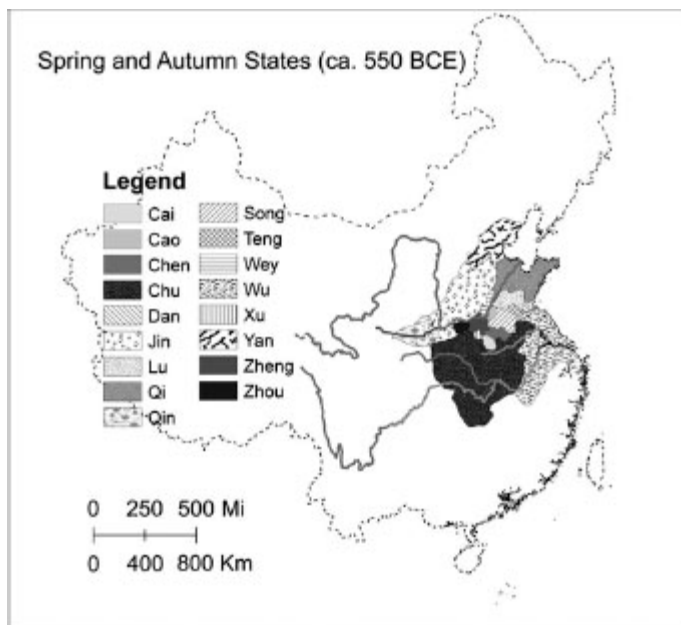 Spring and Autumn States (ca. 550 BCE)
Legend
Cai
Cao
Chen
Chu
Dan
Jin
Lu
Qi
Qin
Song
Teng
Wey
Wu
Xu
Yan
Zheng
Zhou
0 250 500 Mi
0 400 800 Km